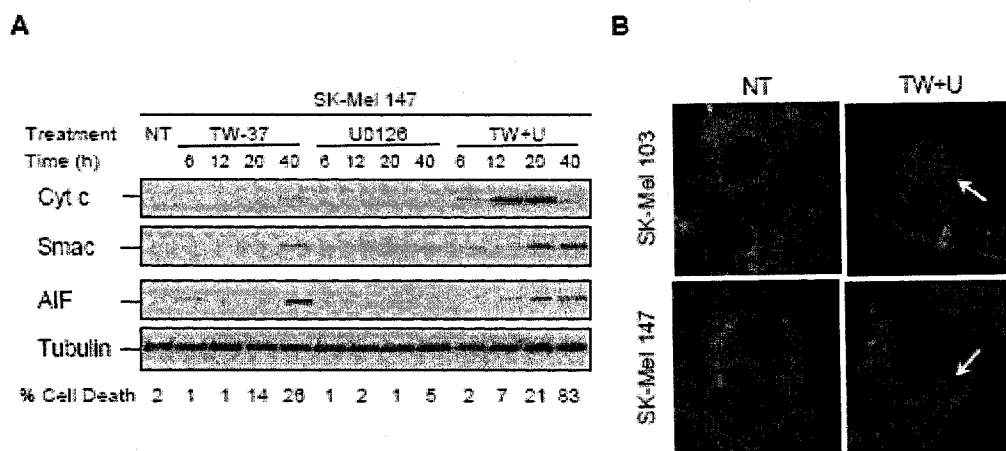 A
SK-Mel 147
Treatment NT TW-37 U0126 TW+U
Time (h) 6 12 20 40 6 12 20 40 6 12 20 40
Cyt c
Smac
AIF
Tubulin
% Cell Death 2 1 1 14 26 1 2 1 5 2 7 21 83
B
NT TW+U
SK-Mel 103
SK-Mel 147